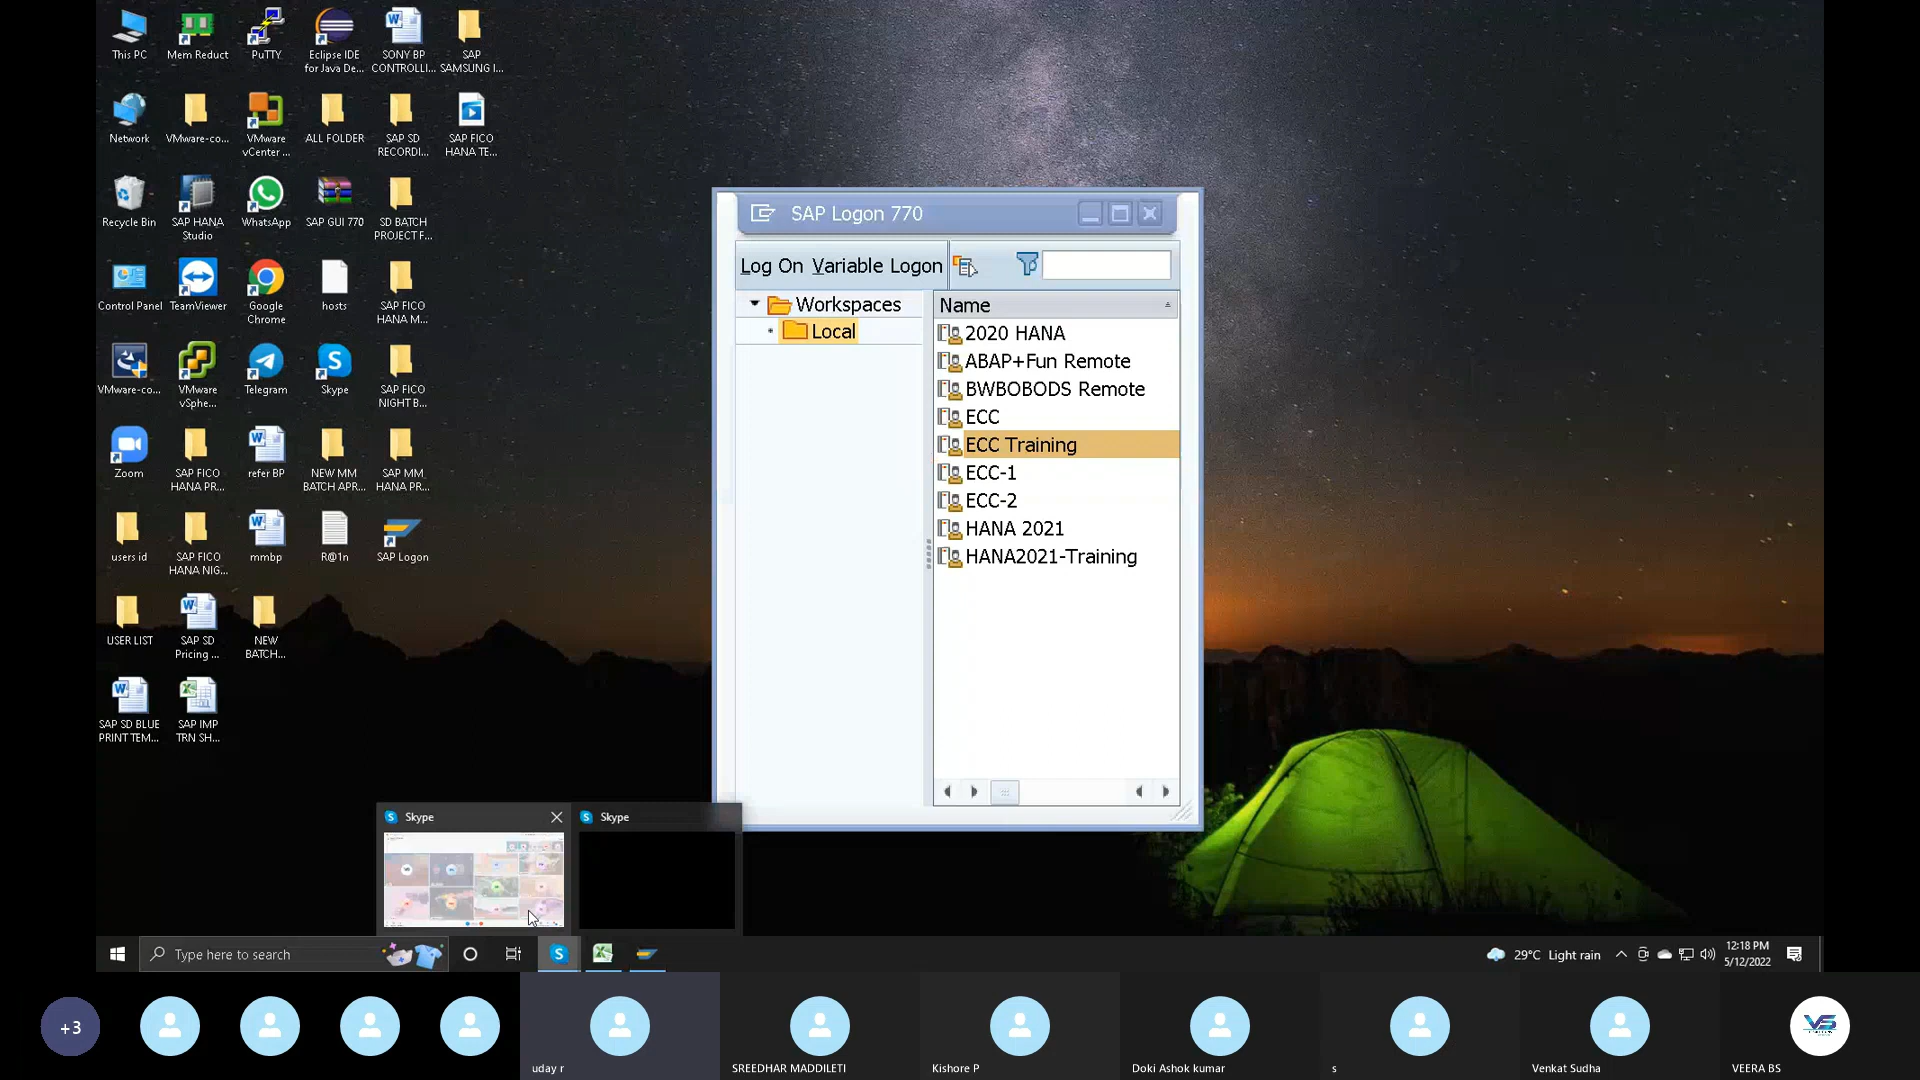 This PC
Mem Reduct
PuTTY
Eclipse IDE
for Java De...
SONY BP
CONTROLLI...
SAP
SAMSUNG I...
Network
VMware-co...
VMware
vCenter ...
ALL FOLDER
SAP SD
RECORDI...
SAP FICO
HANA TE...
Recycle Bin
SAP HANA
Studio
WhatsApp
SAP GUI 770
SD BATCH
PROJECT F...
Control Panel
TeamViewer
Google
Chrome
hosts
SAP FICO
HANA M...
VMware-co...
VMware
vSphe...
Telegram
Skype
SAP FICO
NIGHT B...
Zoom
SAP FICO
HANA PR...
refer BP
NEW MM
BATCH APR...
SAP MM
HANA PR...
users id
SAP FICO
HANA NIG...
mmbp
R@1n
SAP Logon
USER LIST
SAP SD
Pricing ...
NEW
BATCH...
SAP SD BLUE
PRINT TEM...
SAP IMP
TRN SH...
SAP Logon 770
Log On Variable Logon
Workspaces
Local
Name
2020 HANA
ABAP+Fun Remote
BWBOBODS Remote
ECC
ECC Training
ECC-1
ECC-2
HANA 2021
HANA2021-Training
Skype
Skype
Type here to search
29°C Light rain
12:18 PM
5/12/2022
+3
uday r
SREEDHAR MADDILETI
Kishore P
Doki Ashok kumar
s
Venkat Sudha
VEERA BS
VS